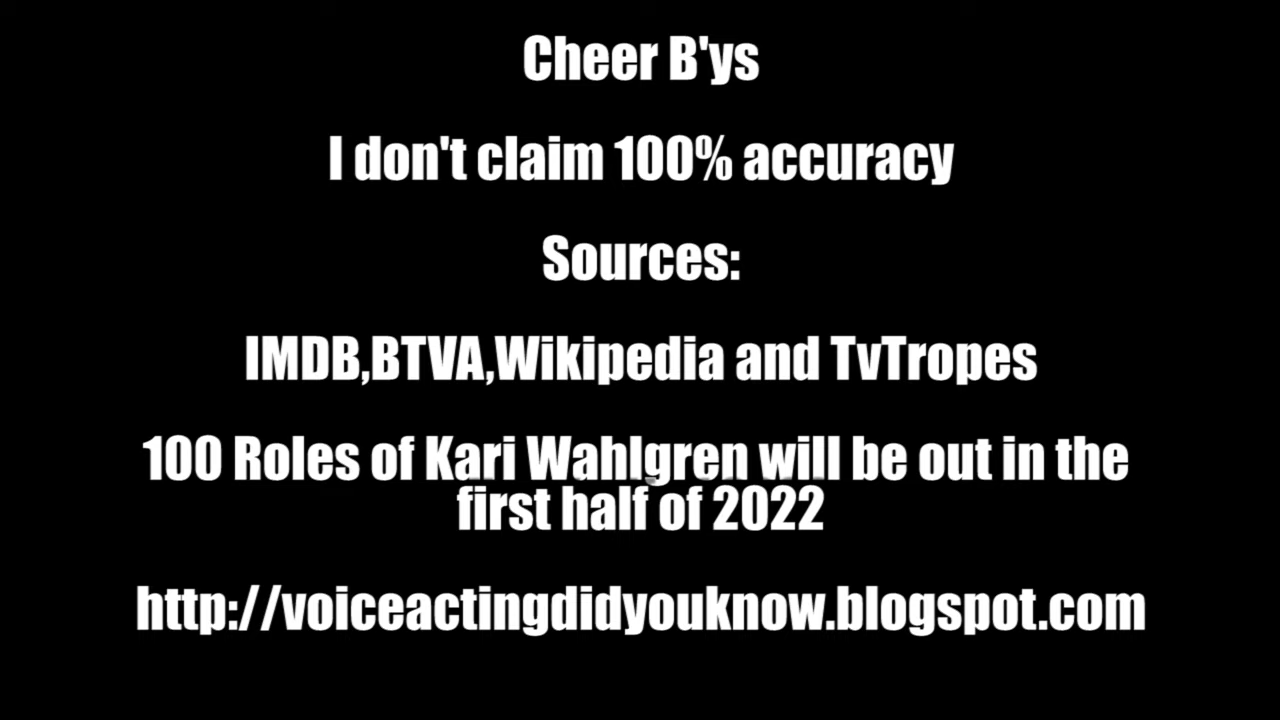 Cheer B'ys
I don't claim 100% accuracy
Sources:
IMDB,BTVA,Wikipedia and TvTropes
100 Roles of Kari Wahlgren will be out in the
first half of 2022
http://voiceactingdidyouknow.blogspot.com